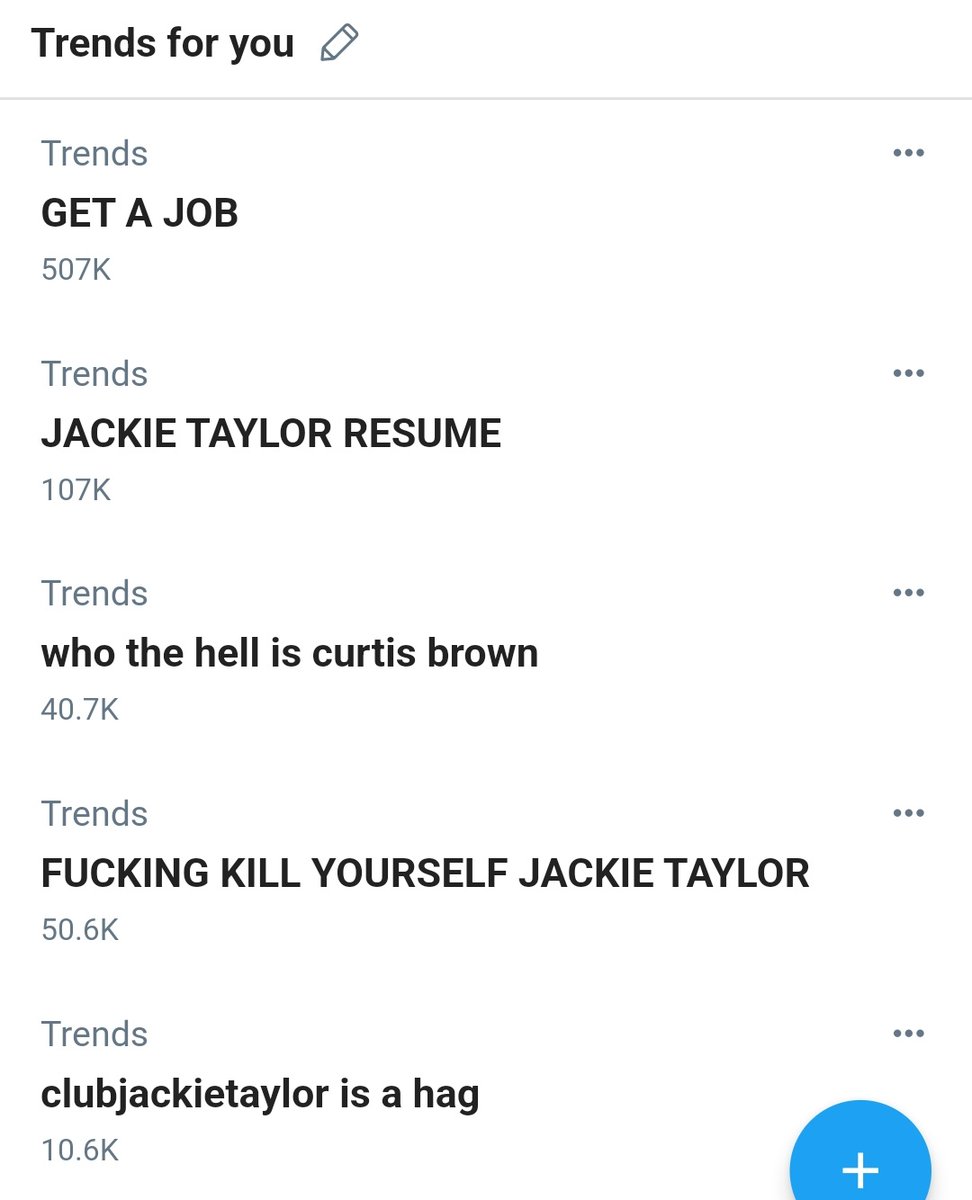 Trends for you
Trends
GET A JOB
507K
Trends
JACKIE TAYLOR RESUME
107K
Trends
who the hell is curtis brown
40.7K
Trends
FUCKING KILL YOURSELF JACKIE TAYLOR
50.6K
Trends
clubjackietaylor is a hag
10.6K